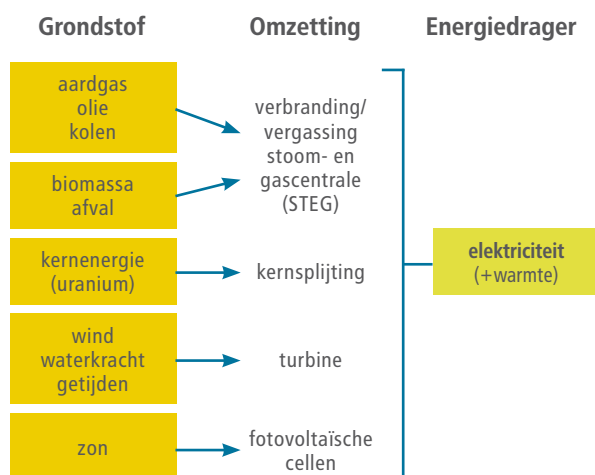 Grondstof
Omzetting
Energiedrager
aardgas
olie
kolen
verbranding/
vergassing
stoom- en
gascentrale
(STEG)
biomassa
afval
kernenergie
(uranium)
kernsplijting
elektriciteit
(+warmte)
wind
waterkracht
getijden
turbine
zon
fotovoltaïsche
cellen